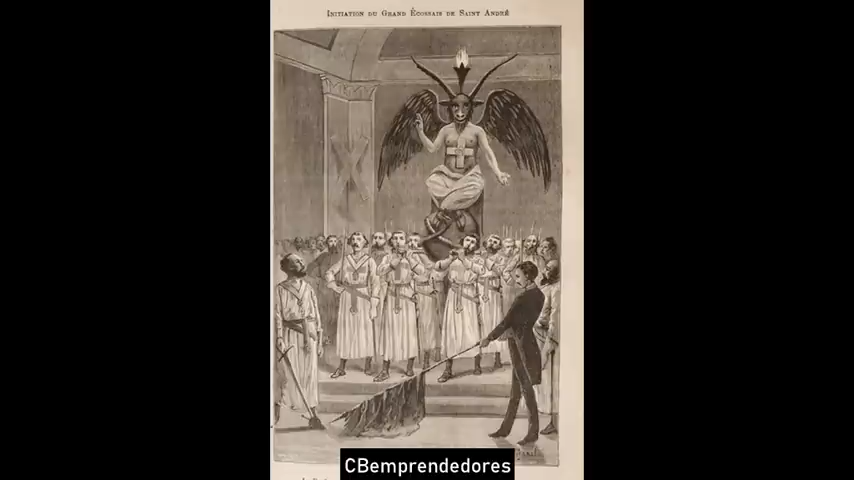 INITIATION DU GRAND ÉCOSSAIS DE SAINT ANDRÉ
CBemprendedores